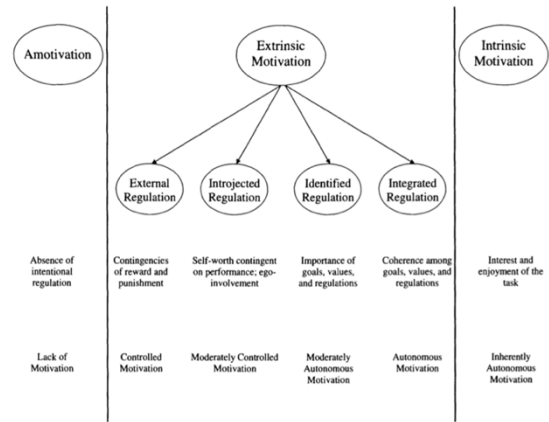 Amotivation
Extrinsic
Motivation
Intrinsic
Motivation
External
Regulation
Introjected
Regulation
Identified
Regulation
Integrated
Regulation
Absence of
intentional
regulation
Contingencies
of reward and
punishment
Self-worth contingent
on performance; ego-
involvement
Importance of
goals, values,
and regulations
Coherence among
goals, values, and
regulations
Interest and
enjoyment of the
task
Lack of
Motivation
Controlled
Motivation
Moderately Controlled
Motivation
Moderately
Autonomous
Motivation
Autonomous
Motivation
Inherently
Autonomous
Motivation